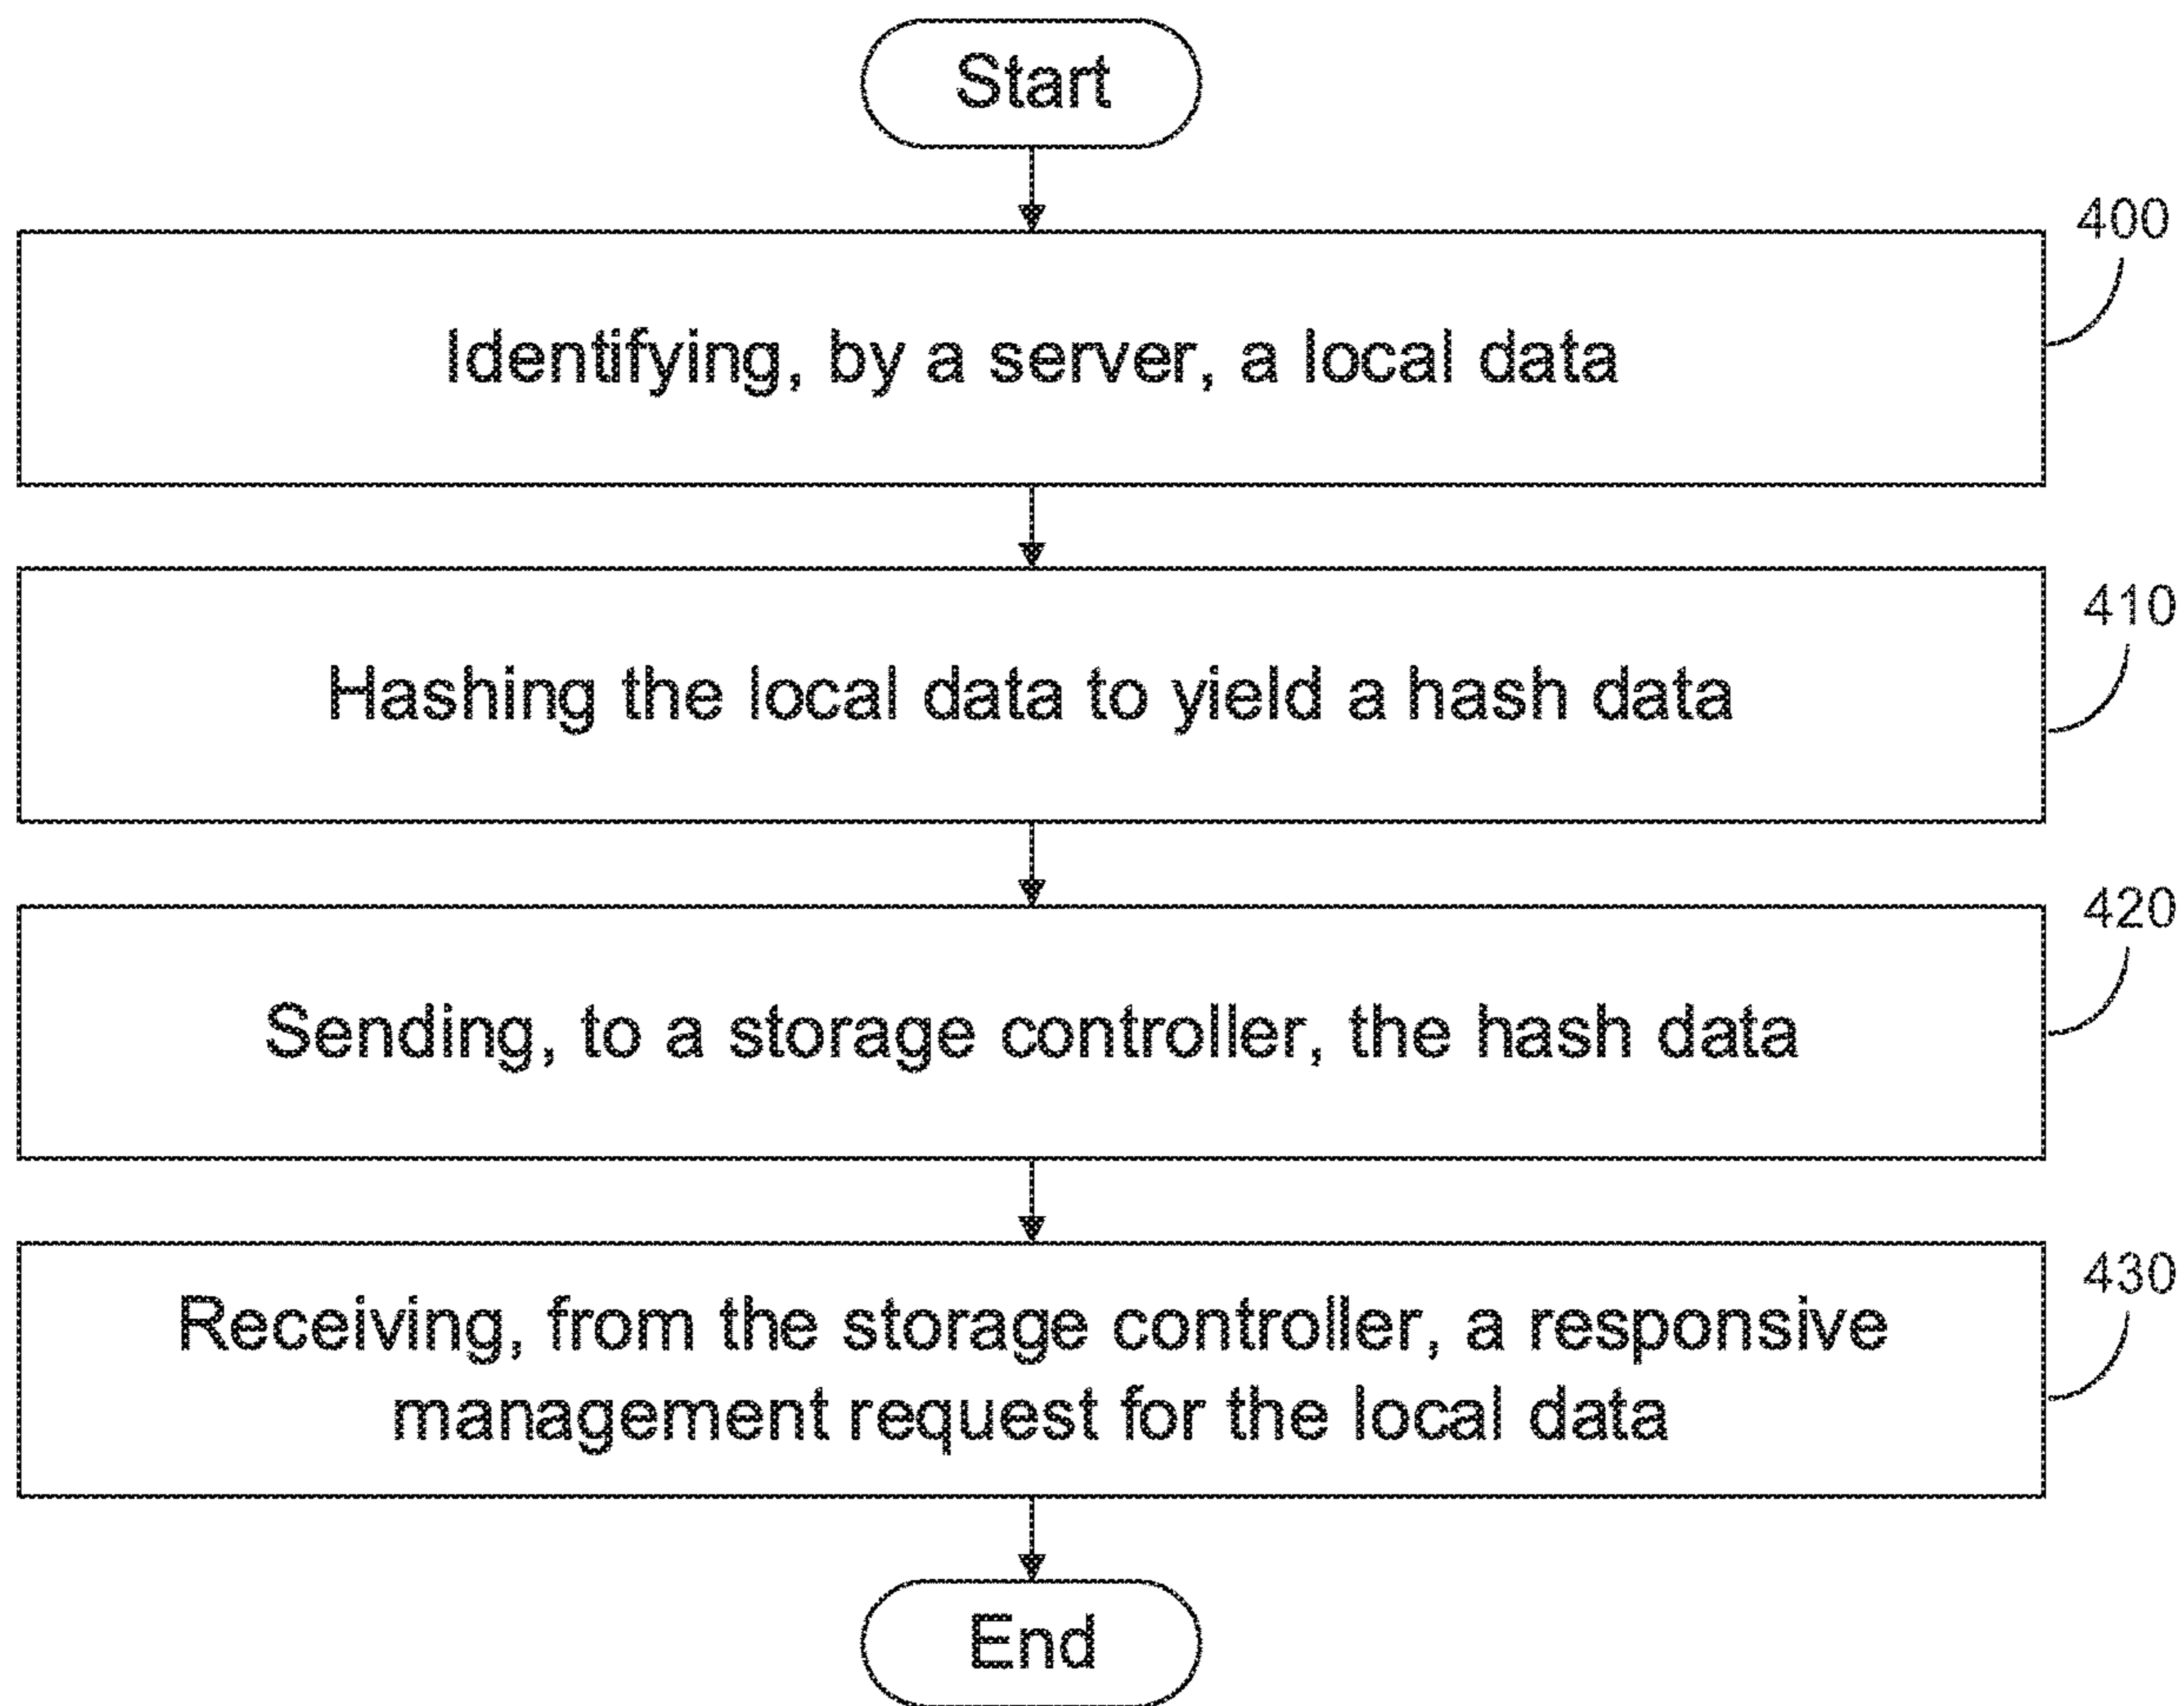 Start
400
Identifying, by a server, a local data
410
Hashing the local data to yield a hash data
420
Sending, to a storage controller, the hash data
430
Receiving, from the storage controller, a responsive
management request for the local data
End